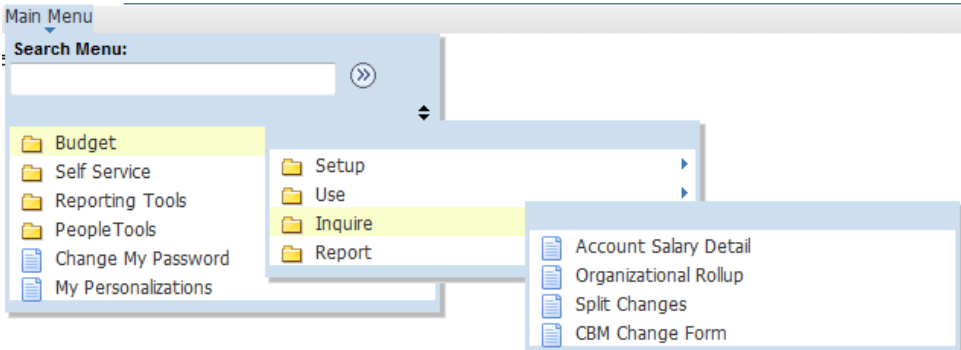 Main Menu
Search Menu:
Budget
Self Service
Reporting Tools
PeopleTools
Change My Password
My Personalizations
Setup
Use
Inquire
Report
Account Salary Detail
Organizational Rollup
Split Changes
CBM Change Form